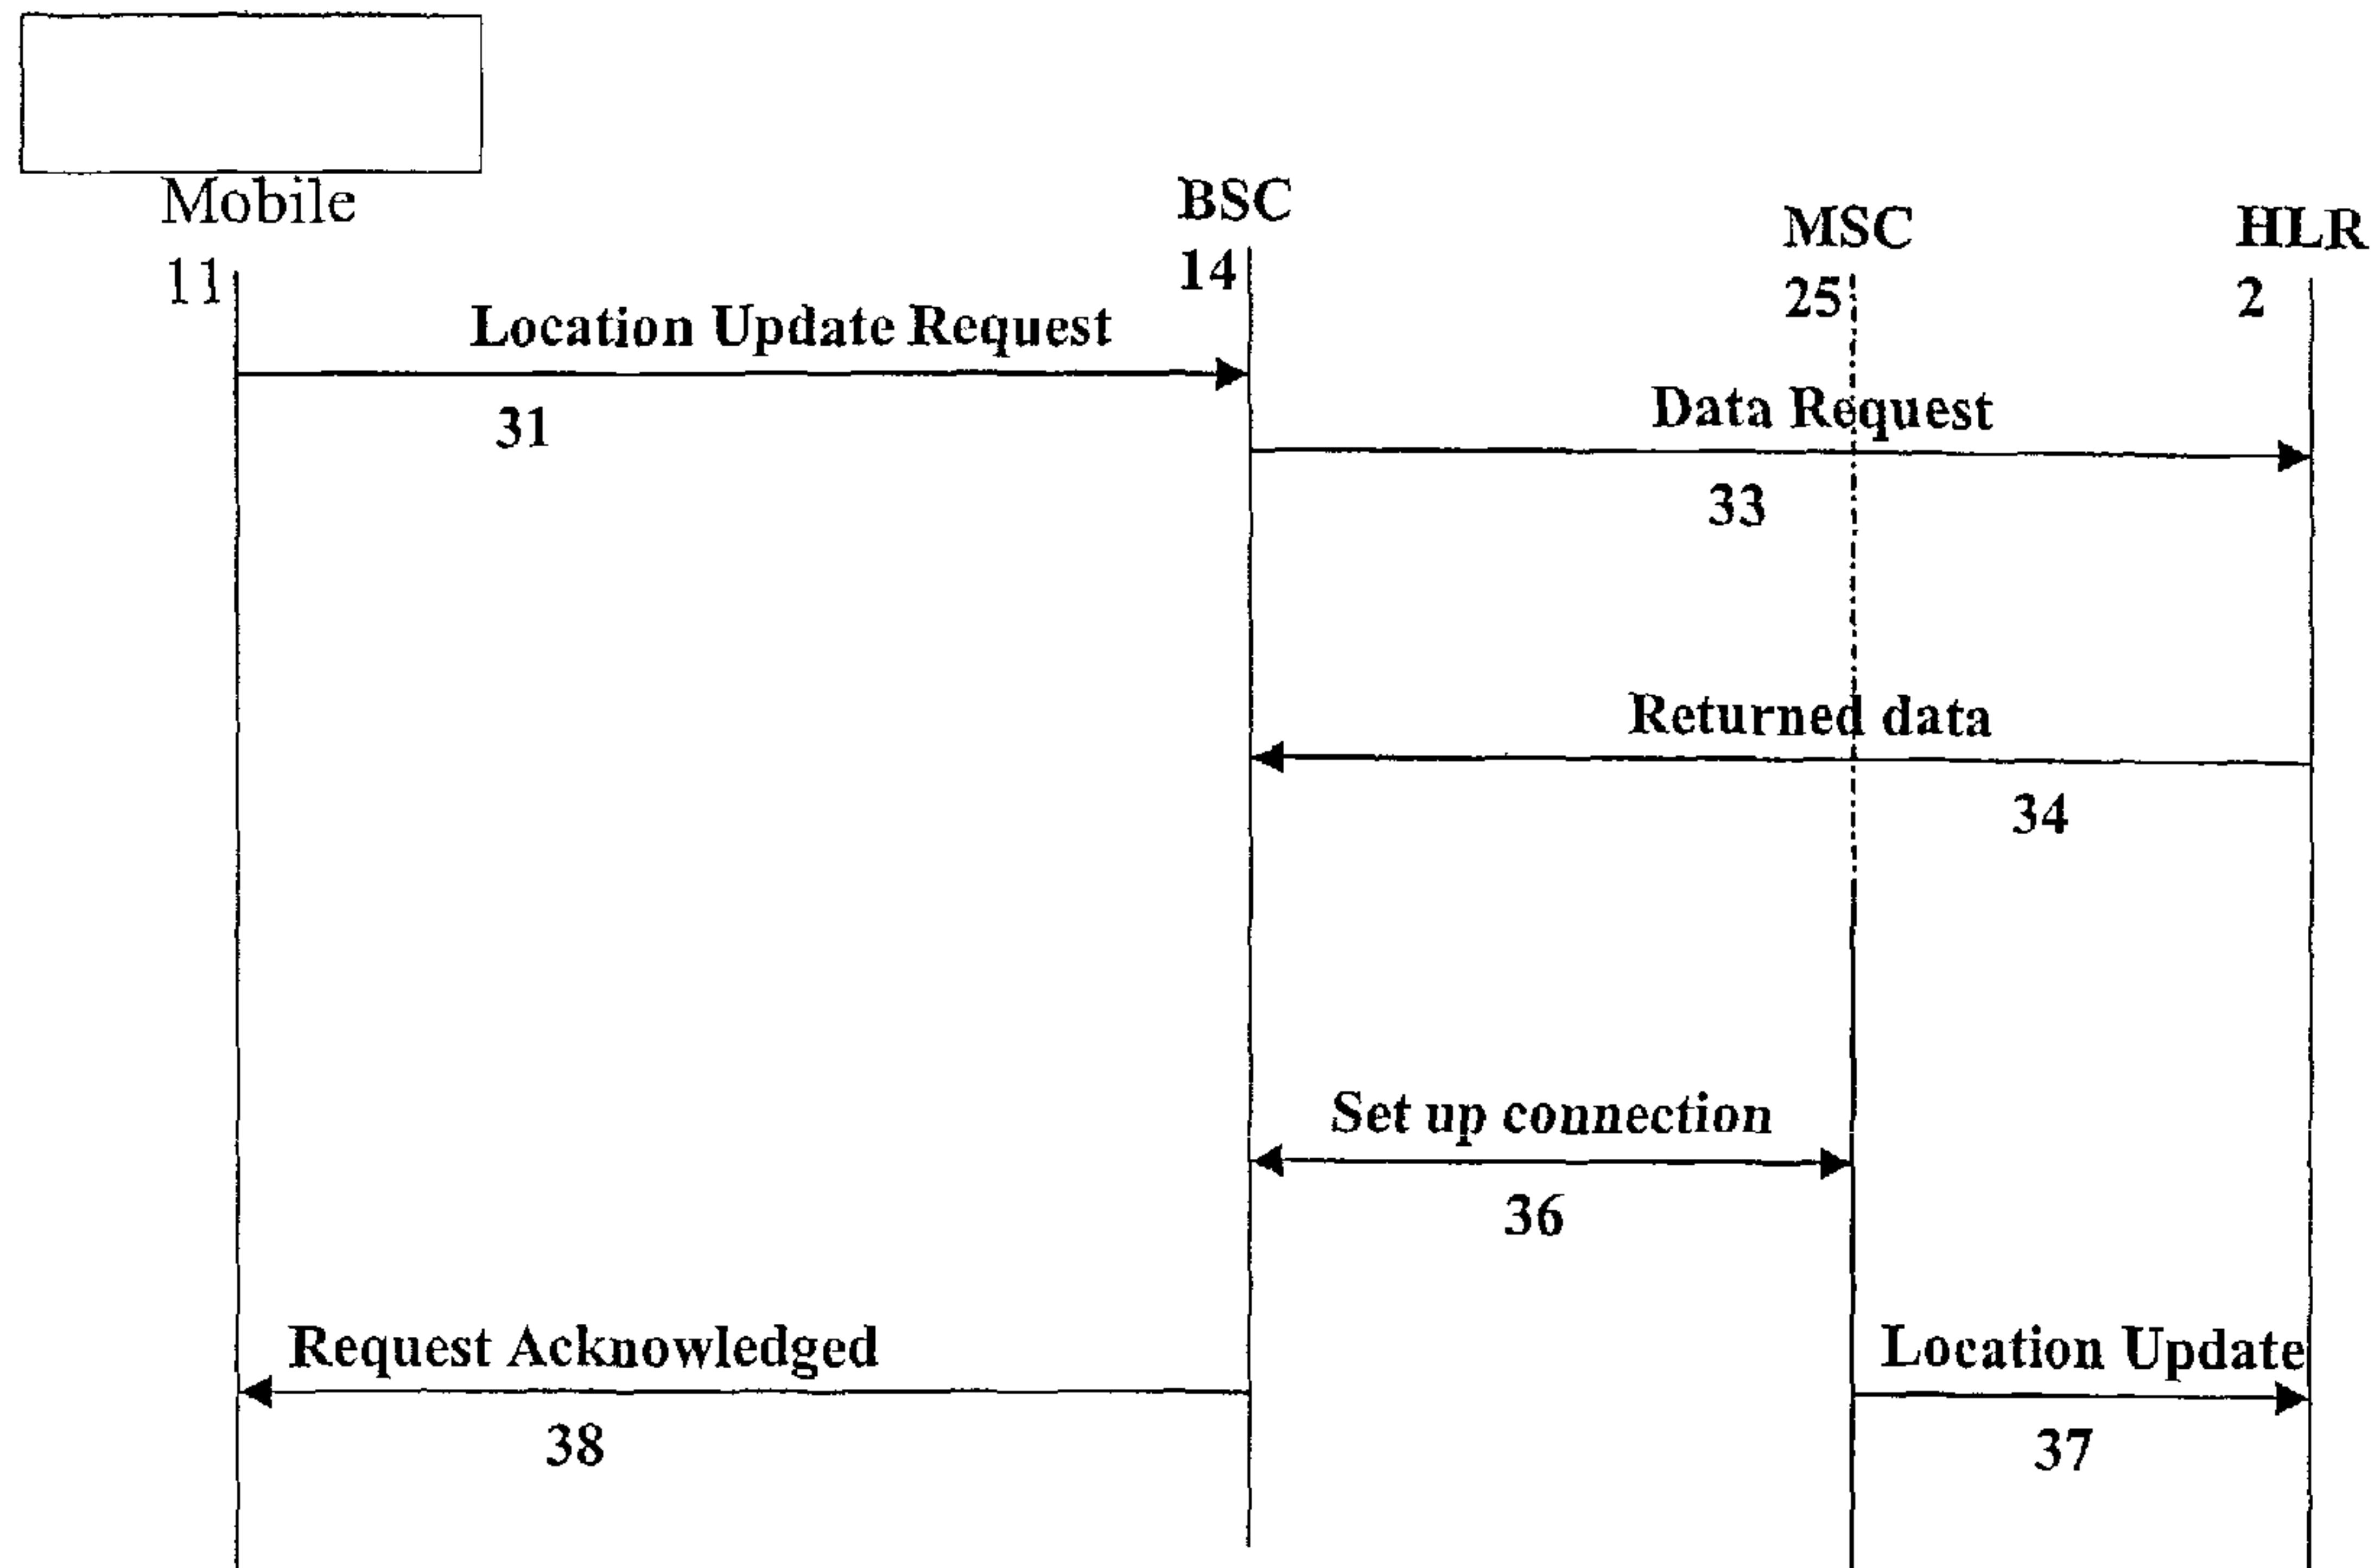 Mobile
11
BSC
14
MSC
25
HLR
2
Location Update Request
31
Data Request
33
Returned data
34
Set up connection
36
Request Acknowledged
38
Location Update
37